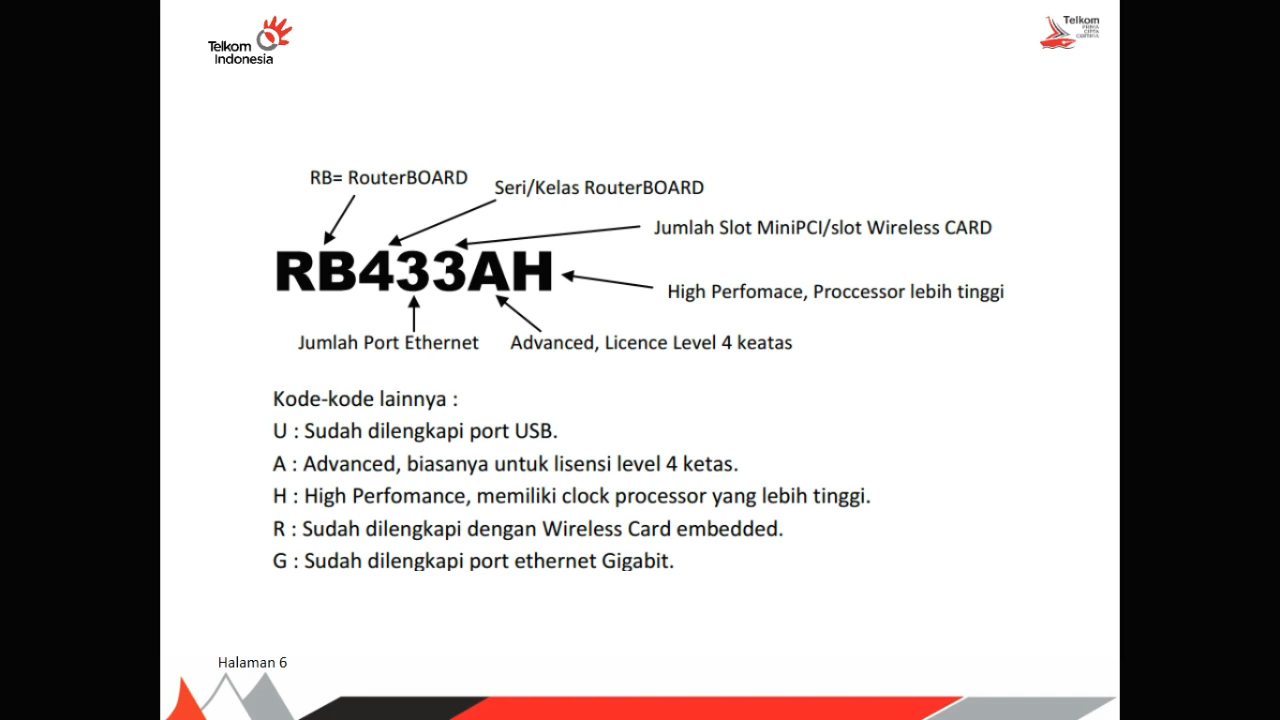 Telkom
Indonesia
Telkom
PRIMA
CIPTA
CERTIFIA
RB= RouterBOARD
Seri/Kelas RouterBOARD
Jumlah Slot MiniPCI/slot Wireless CARD
RB433AH
High Perfomace, Proccessor lebih tinggi
Jumlah Port Ethernet
Advanced, Licence Level 4 keatas
Kode-kode lainnya :
U : Sudah dilengkapi port USB.
A : Advanced, biasanya untuk lisensi level 4 ketas.
H : High Perfomance, memiliki clock processor yang lebih tinggi.
R : Sudah dilengkapi dengan Wireless Card embedded.
G : Sudah dilengkapi port ethernet Gigabit.
Halaman 6